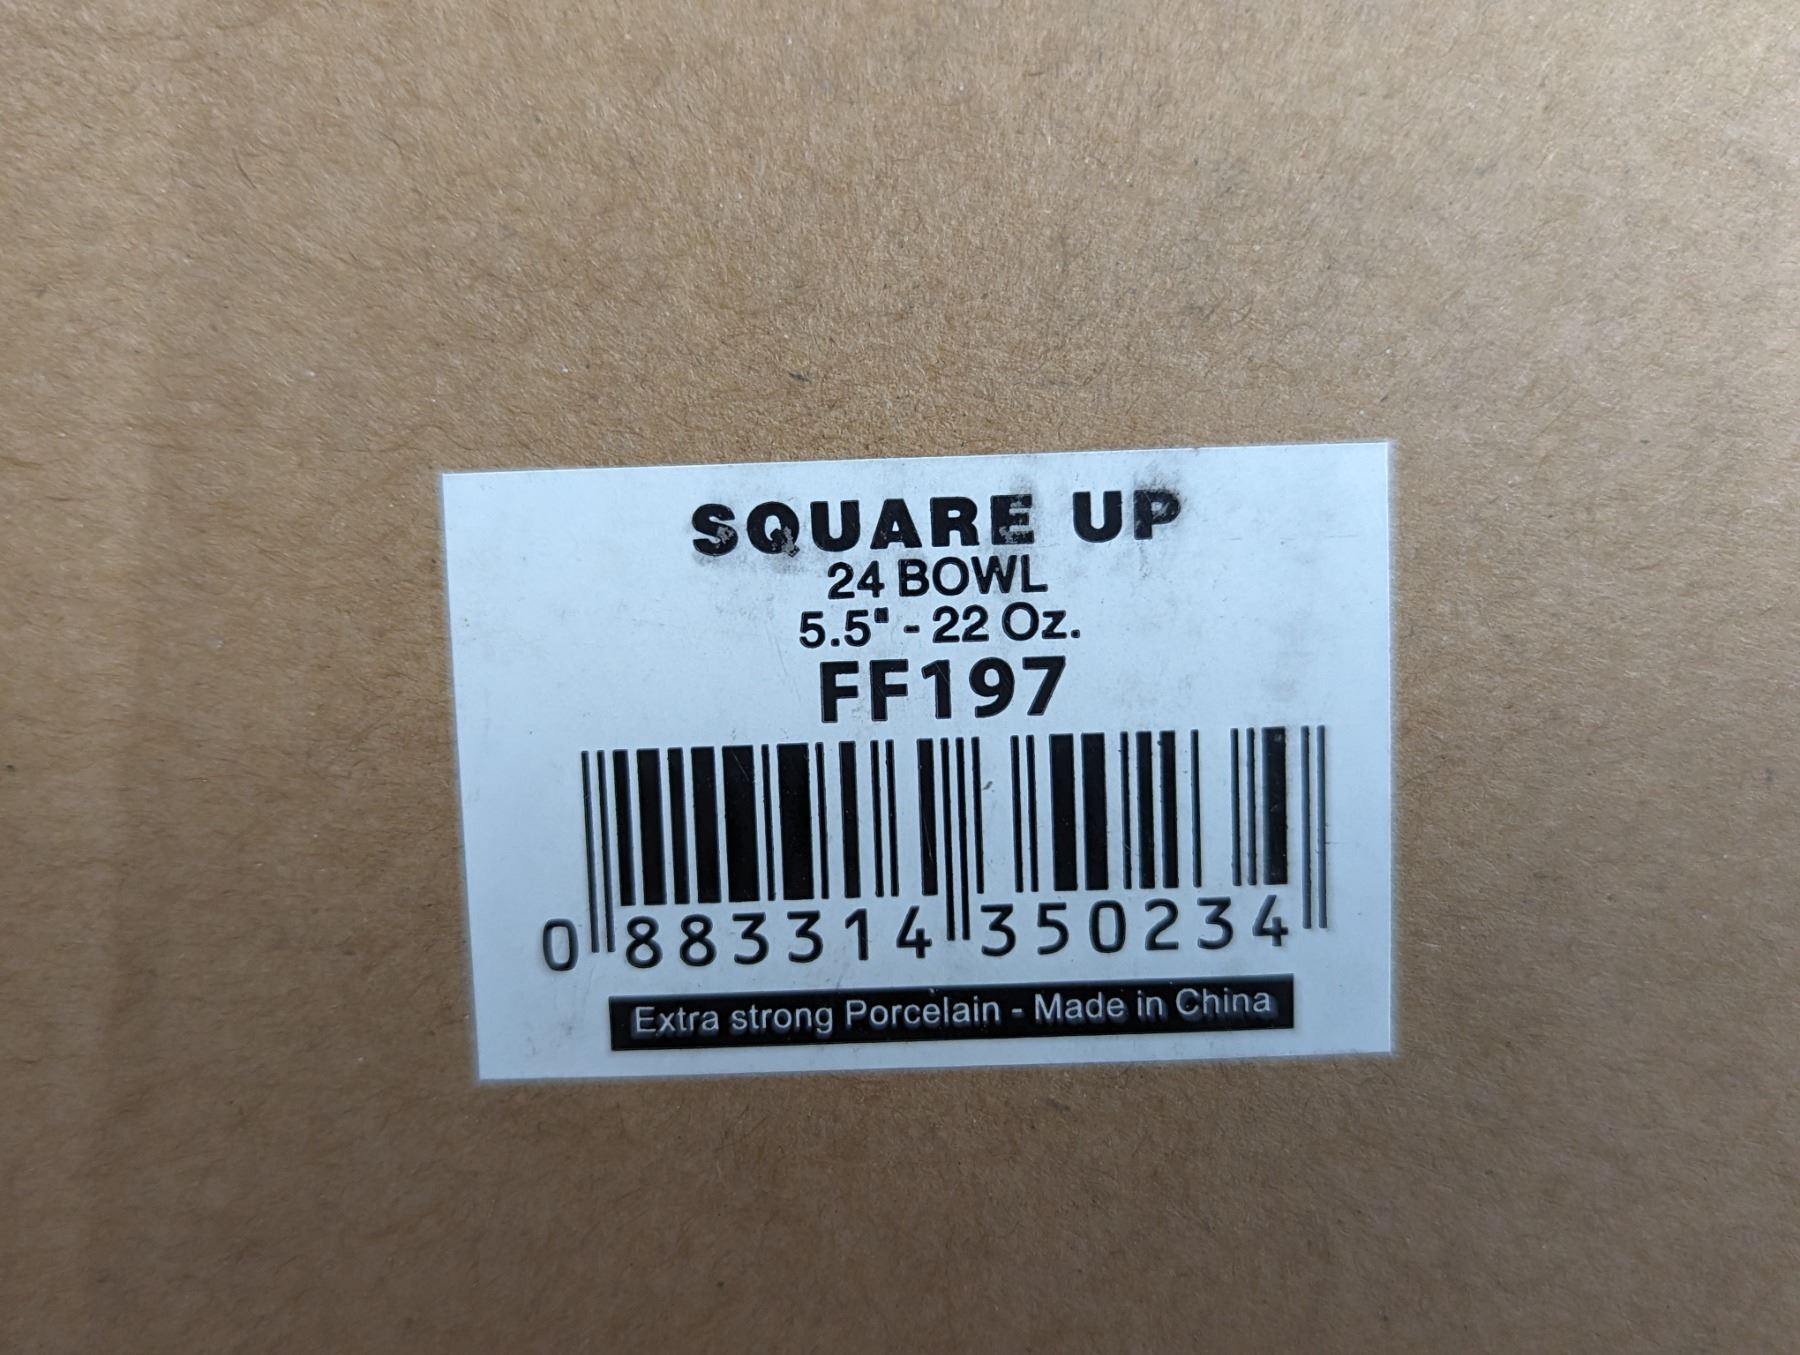 SQUARE UP
24 BOWL
5.5" - 22 Oz.
FF197
0 883314 350234
Extra strong Porcelain - Made in China